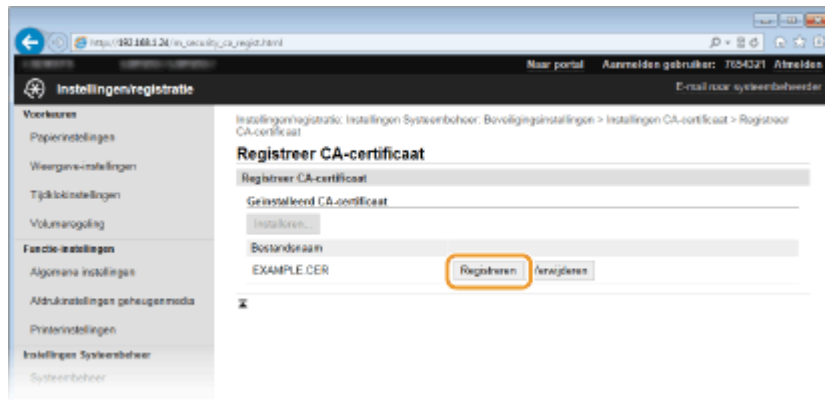 http://192.168.1.24/m_security_ca_regist.html
Naar portal Aanmelden gebruiker: 7654321 Afmelden
Instellingen/registratie
E-mail naar systeembeheerder
Voorkeuren
Papierinstellingen
Weergave-instellingen
Tijdklokinstellingen
Volumeregeling
Functie-instellingen
Algemene instellingen
Afdrukinstellingen geheugenmedia
Printerinstellingen
Instellingen Systeembeheer
Systeembeheer
Instellingen/registratie: Instellingen Systeembeheer: Beveiligingsinstellingen > Instellingen CA-certificaat > Registreer
CA-certificaat
Registreer CA-certificaat
Registreer CA-certificaat
Geïnstalleerd CA-certificaat
Installeren...
Bestandsnaam
EXAMPLE.CER Registreren Verwijderen